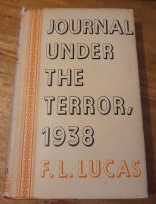 JOURNAL
UNDER
THE
TERROR,
1938
F. L. LUCAS